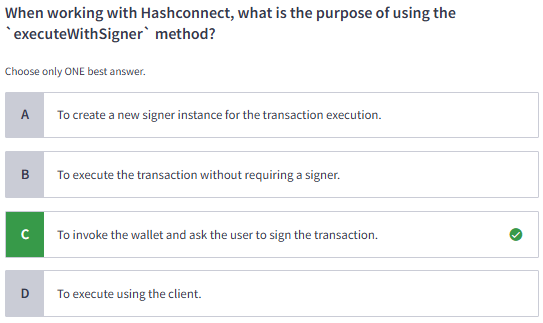 When working with Hashconnect, what is the purpose of using the
`executeWithSigner` method?
Choose only ONE best answer.
A To create a new signer instance for the transaction execution.
B To execute the transaction without requiring a signer.
C To invoke the wallet and ask the user to sign the transaction.
D To execute using the client.